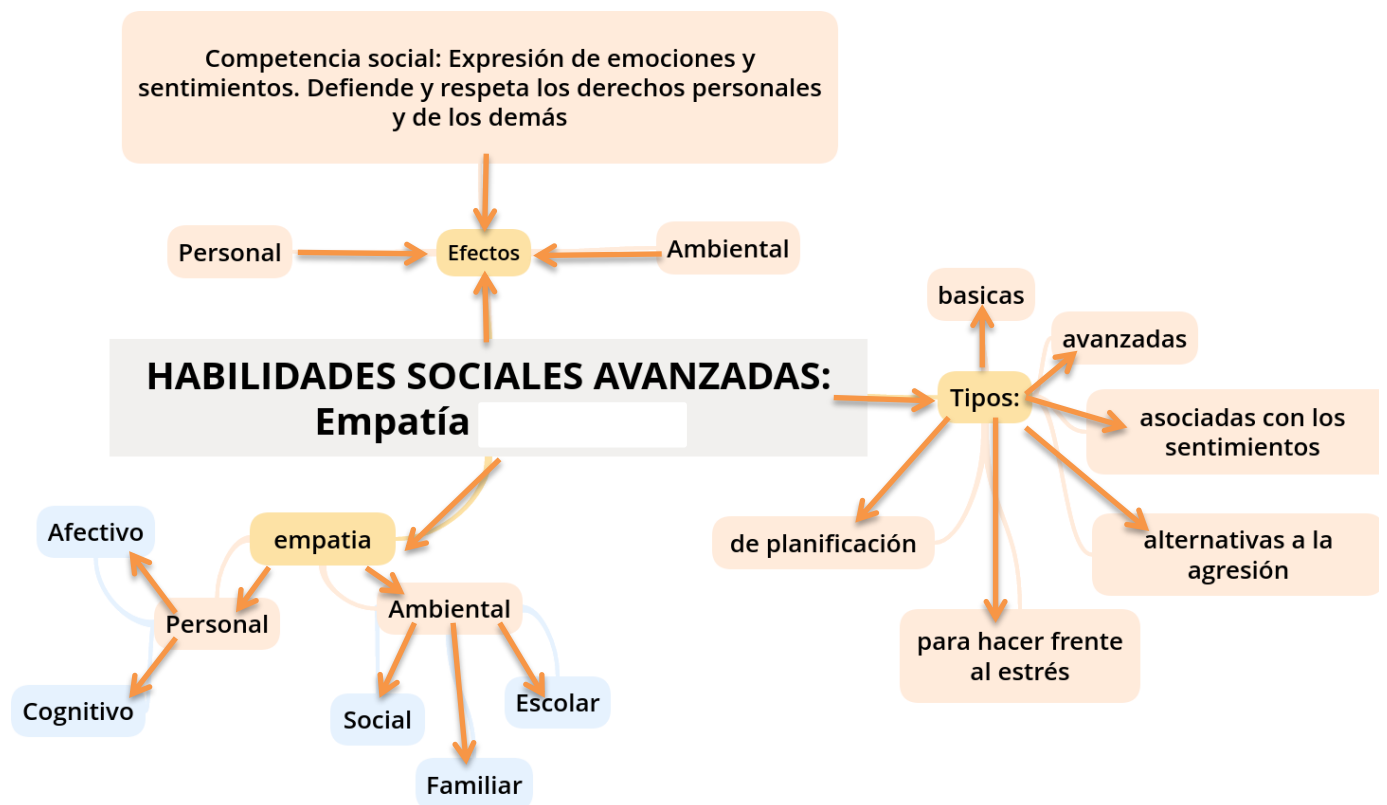 Competencia social: Expresión de emociones y
sentimientos. Defiende y respeta los derechos personales
y de los demás
Personal
Efectos
Ambiental
HABILIDADES SOCIALES AVANZADAS:
Empatía
basicas
avanzadas
Tipos:
asociadas con los
sentimientos
alternativas a la
agresión
de planificación
para hacer frente
al estrés
empatia
Afectivo
Personal
Cognitivo
Ambiental
Social
Familiar
Escolar